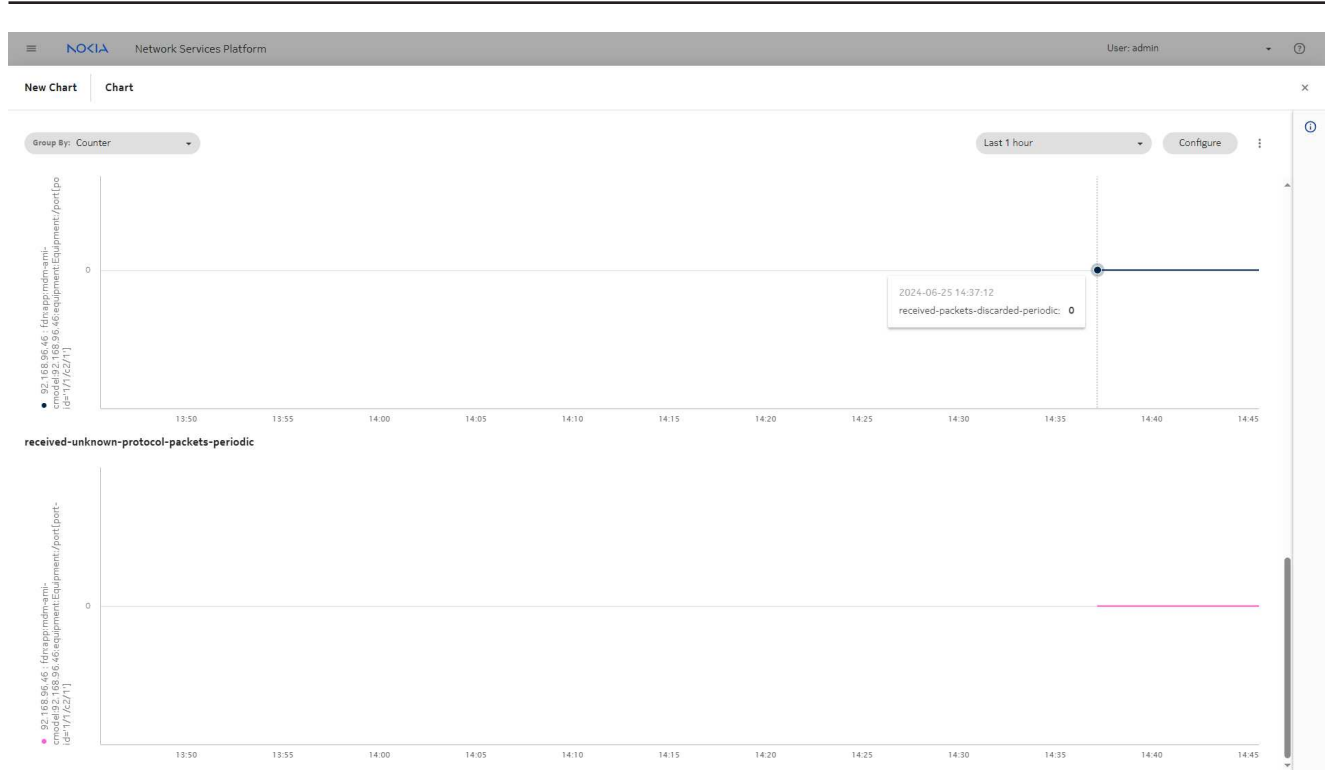 NOKIA Network Services Platform User: admin
New Chart Chart
Group By: Counter Last 1 hour Configure
92.168.96.46 : fdn:app:mdm-ami-
cmodel:92.168.96.46:equipment:Equipment:/port[po
id='1/1/c2/1']
0
2024-06-25 14:37:12
received-packets-discarded-periodic: 0
13:50 13:55 14:00 14:05 14:10 14:15 14:20 14:25 14:30 14:35 14:40 14:45
received-unknown-protocol-packets-periodic
92.168.96.46 : fdn:app:mdm-ami-
cmodel:92.168.96.46:equipment:Equipment:/port[port-
id='1/1/c2/1']
0
13:50 13:55 14:00 14:05 14:10 14:15 14:20 14:25 14:30 14:35 14:40 14:45